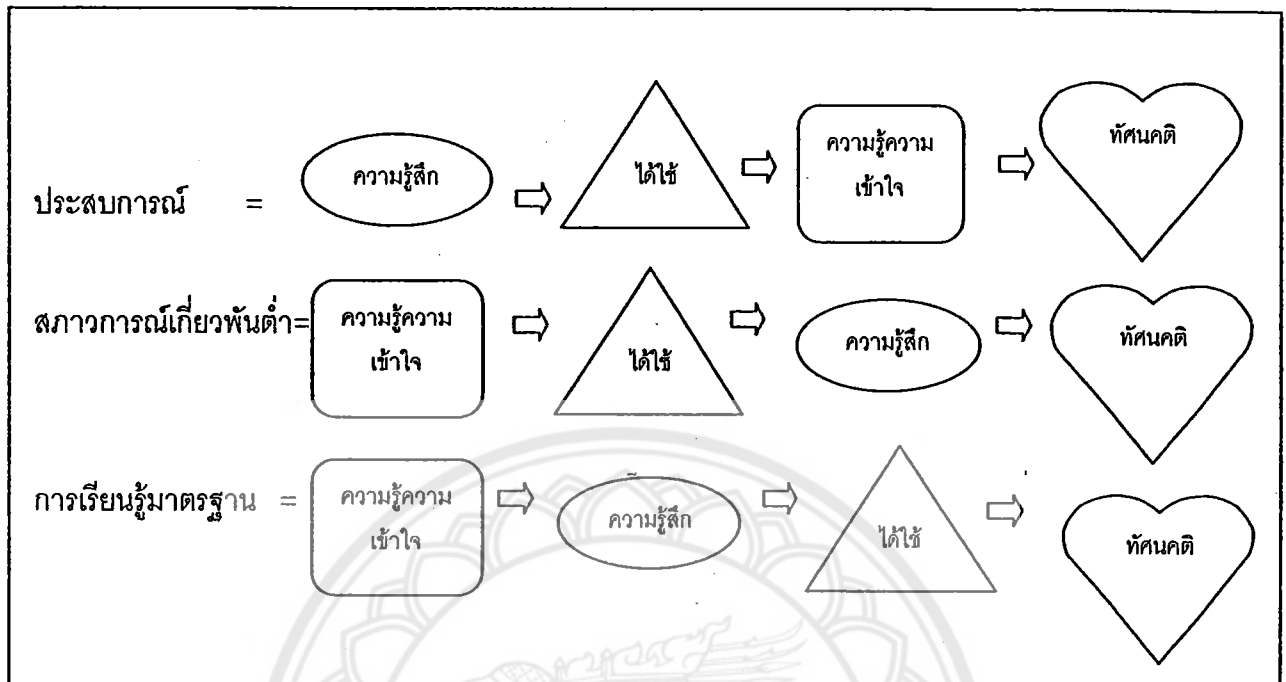 ประสบการณ์ = ความรู้สึก ได้ใช้ ความรู้ความ ทัศนคติ
เข้าใจ
สภาวการณ์เกี่ยวพันต่ำ= ความรู้ความ ได้ใช้ ความรู้สึก ทัศนคติ
เข้าใจ
การเรียนรู้มาตรฐาน = ความรู้ความ ความรู้สึก ได้ใช้ ทัศนคติ
เข้าใจ